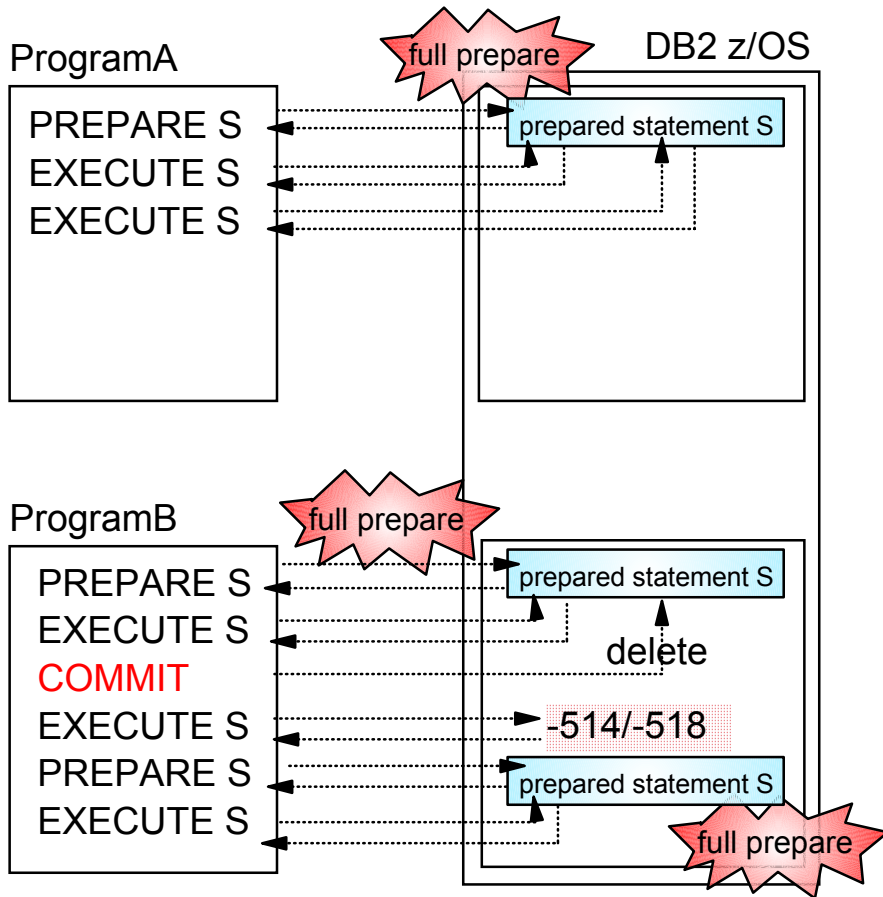 full prepare
DB2 z/OS
ProgramA
PREPARE S
EXECUTE S
EXECUTE S
prepared statement S
ProgramB
full prepare
PREPARE S
EXECUTE S
COMMIT
EXECUTE S
PREPARE S
EXECUTE S
prepared statement S
delete
-514/-518
prepared statement S
full prepare